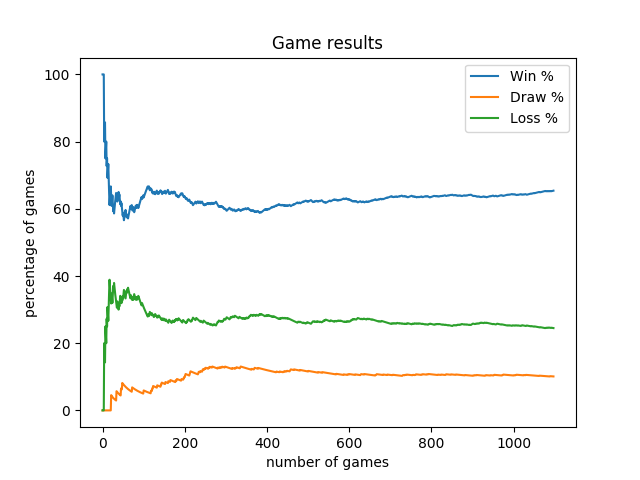 Game results
Win %
Draw %
Loss %
percentage of games
100
80
60
40
20
0
0 200 400 600 800 1000
number of games